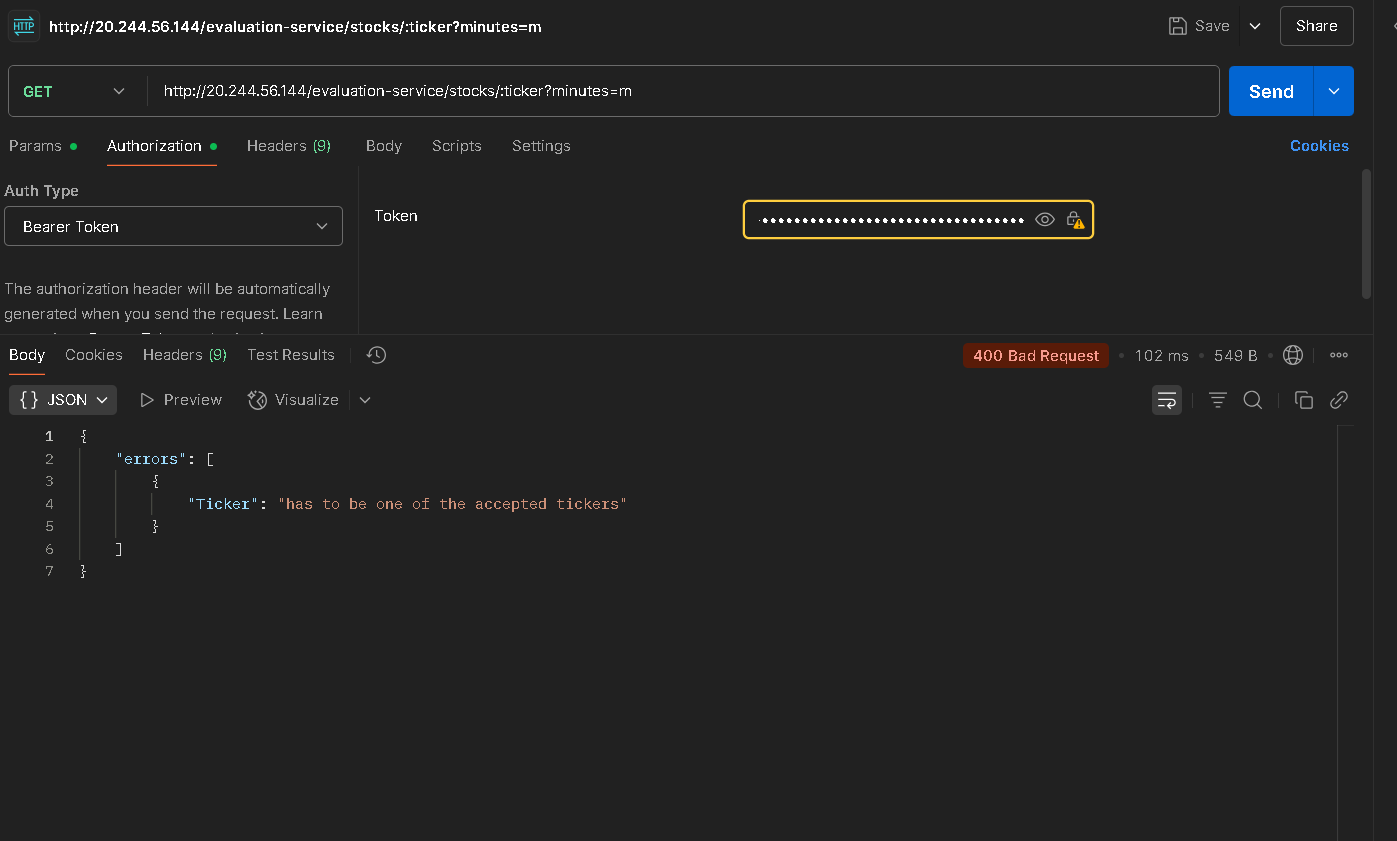 HTTP http://20.244.56.144/evaluation-service/stocks/:ticker?minutes=m Save Share
GET http://20.244.56.144/evaluation-service/stocks/:ticker?minutes=m Send
Params Authorization Headers (9) Body Scripts Settings Cookies
Auth Type
Bearer Token
Token
The authorization header will be automatically
generated when you send the request. Learn
Body Cookies Headers (9) Test Results 400 Bad Request 102 ms 549 B
{} JSON Preview Visualize
1 {
2 "errors": [
3 {
4 "Ticker": "has to be one of the accepted tickers"
5 }
6 ]
7 }